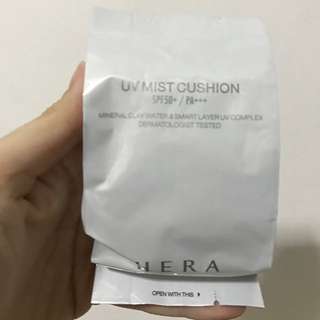 UV MIST CUSHION
SPF50+ / PA+++
MINERAL CLAY WATER & SMART LAYER UV COMPLEX
DERMATOLOGIST TESTED
HERA
OPEN WITH THIS